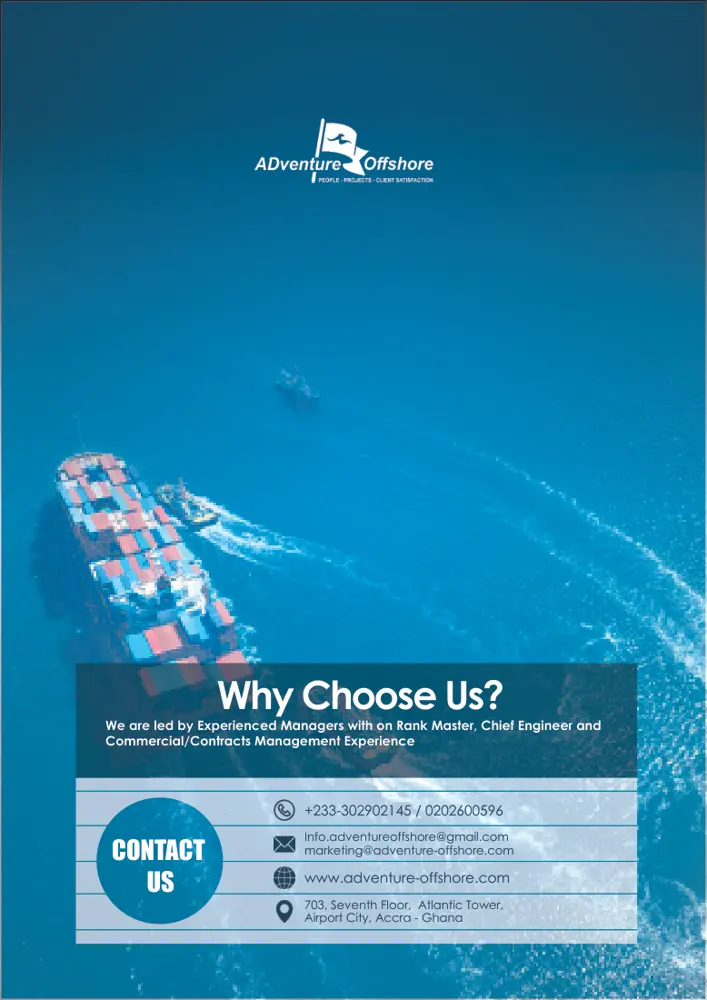 ADventure Offshore
PEOPLE - PROJECTS - CLIENT SATISFACTION
Why Choose Us?
We are led by Experienced Managers with on Rank Master, Chief Engineer and
Commercial/Contracts Management Experience
CONTACT
US
+233-302902145 / 0202600596
Info.adventureoffshore@gmail.com
marketing@adventure-offshore.com
www.adventure-offshore.com
703, Seventh Floor, Atlantic Tower,
Airport City, Accra - Ghana